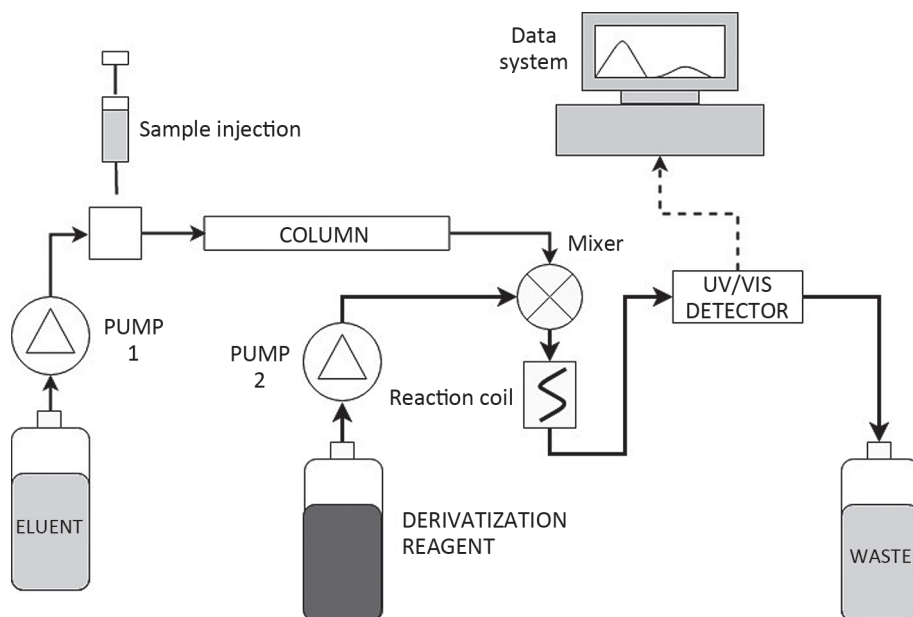 Data
system
Sample injection
COLUMN
Mixer
UV/VIS
DETECTOR
PUMP
1
PUMP
2
Reaction coil
ELUENT
DERIVATIZATION
REAGENT
WASTE